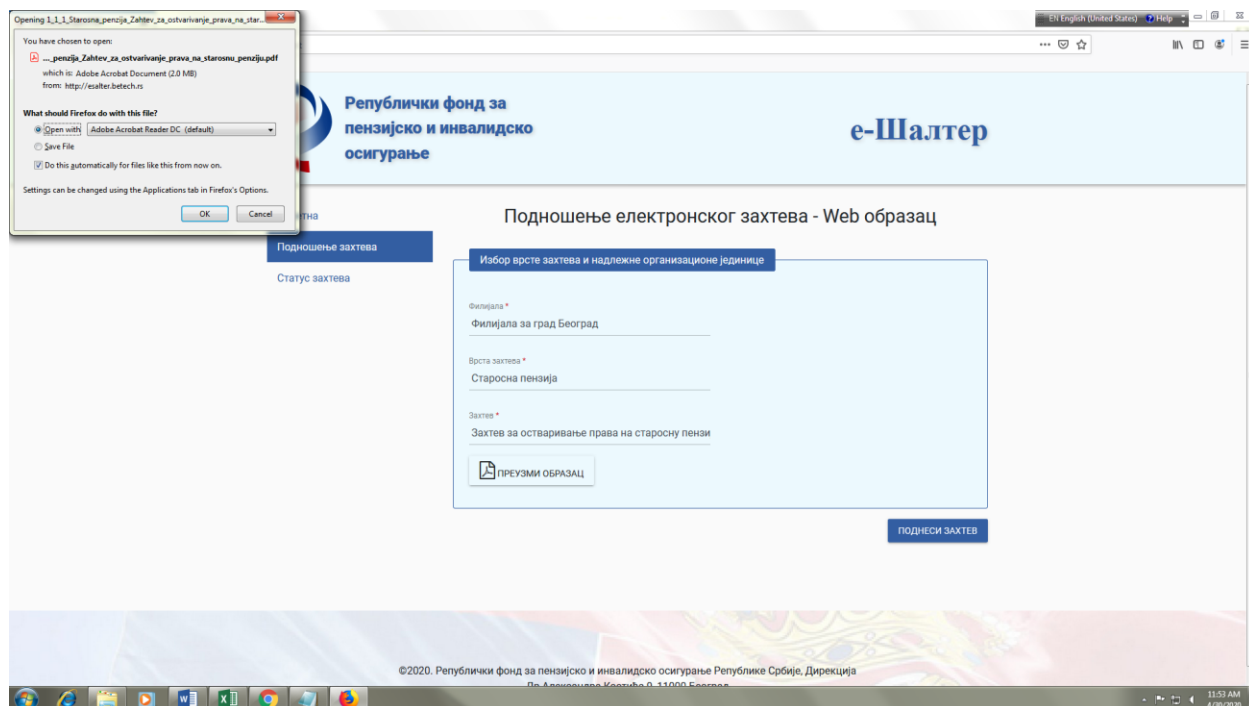 Opening 1_1_1_Starosna_penzija_Zahtev_za_ostvarivanje_prava_na_star...
EN English (United States) Help
You have chosen to open:
..._penzija_Zahtev_za_ostvarivanje_prava_na_starosnu_penziju.pdf
which is: Adobe Acrobat Document (2.0 MB)
from: http://esalter.betech.rs
What should Firefox do with this file?
Open with Adobe Acrobat Reader DC (default)
Save File
Do this automatically for files like this from now on.
Settings can be changed using the Applications tab in Firefox's Options.
OK Cancel
Републички фонд за
пензијско и инвалидско
осигурање
е-Шалтер
Подношење захтева
Статус захтева
Подношење електронског захтева - Web образац
Избор врсте захтева и надлежне организационе јединице
Филијала *
Филијала за град Београд
Врста захтева *
Старосна пензија
Захтев *
Захтев за остваривање права на старосну пензи
ПРЕУЗМИ ОБРАЗАЦ
ПОДНЕСИ ЗАХТЕВ
©2020. Републички фонд за пензијско и инвалидско осигурање Републике Србије, Дирекција
11:53 AM
4/30/2020